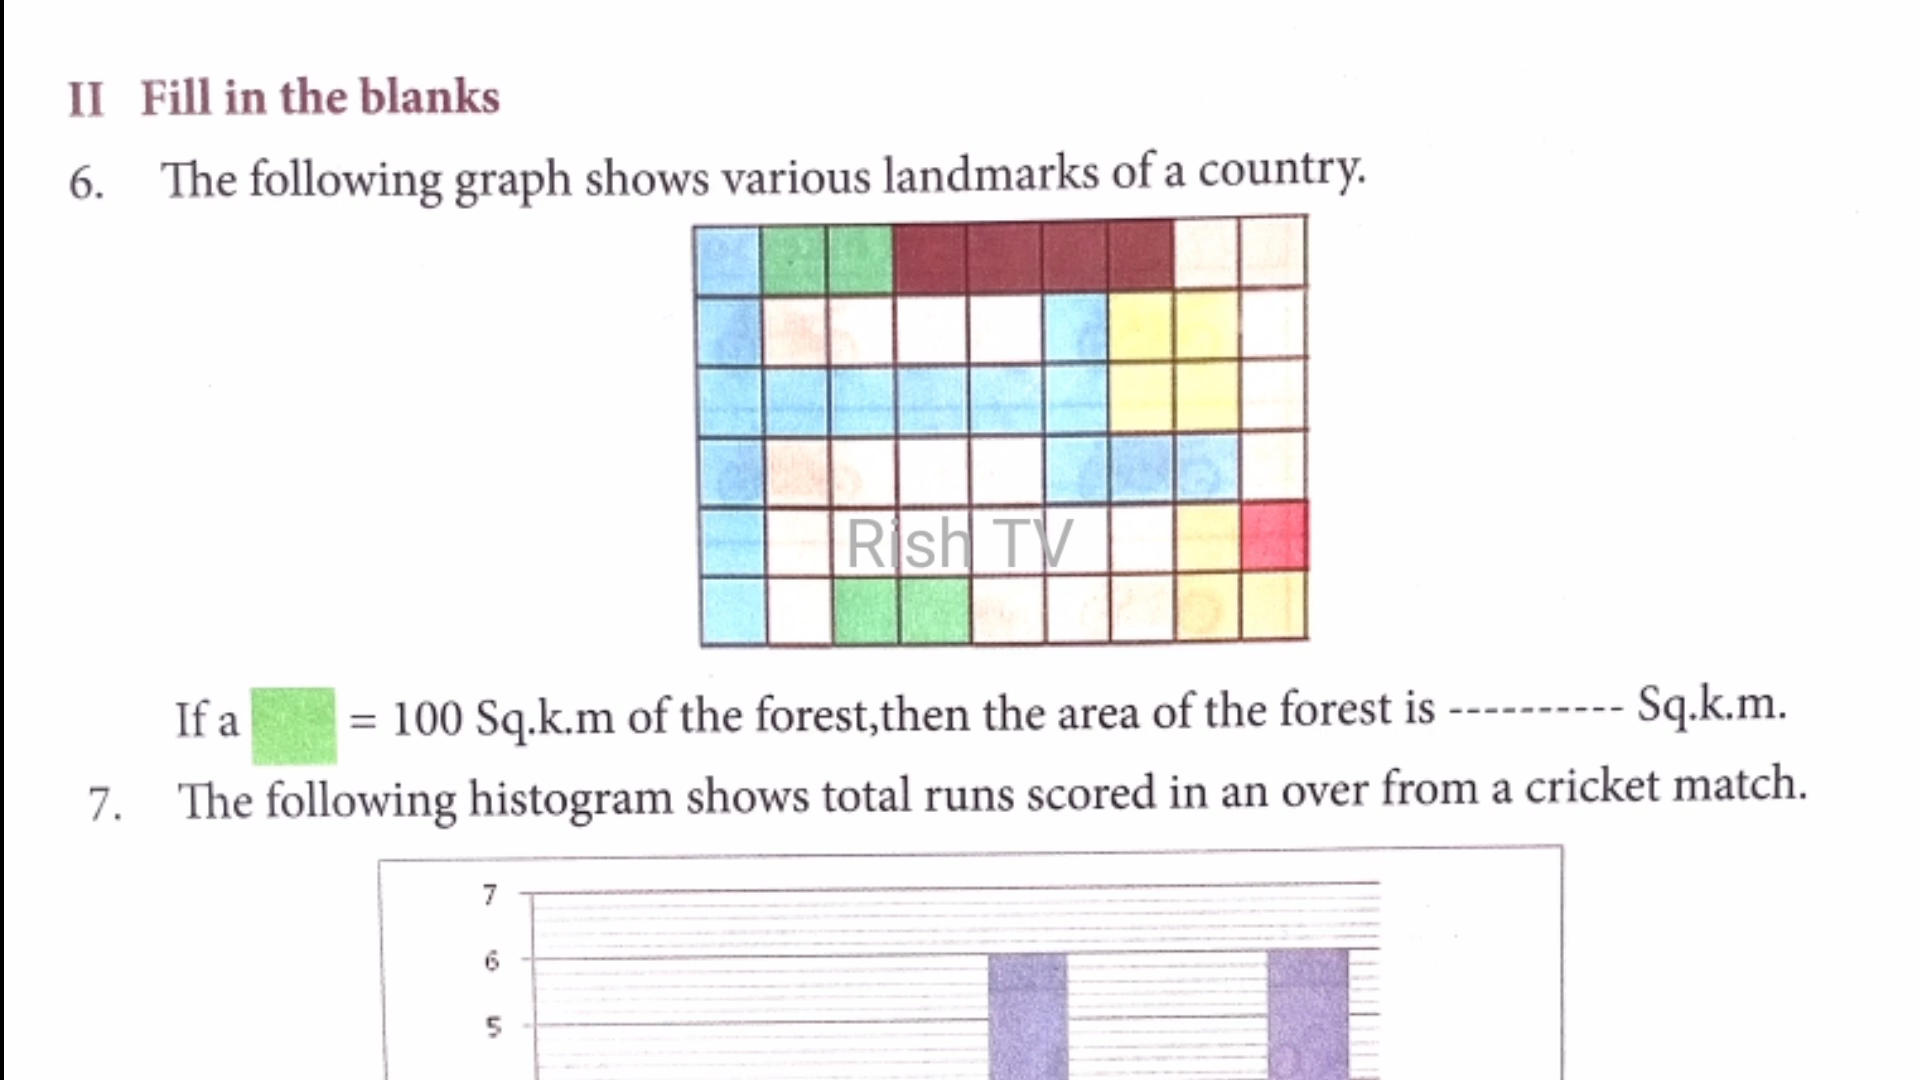 II Fill in the blanks
6. The following graph shows various landmarks of a country.
Rish TV
If a = 100 Sq.k.m of the forest,then the area of the forest is ---------- Sq.k.m.
7. The following histogram shows total runs scored in an over from a cricket match.
7
6
5